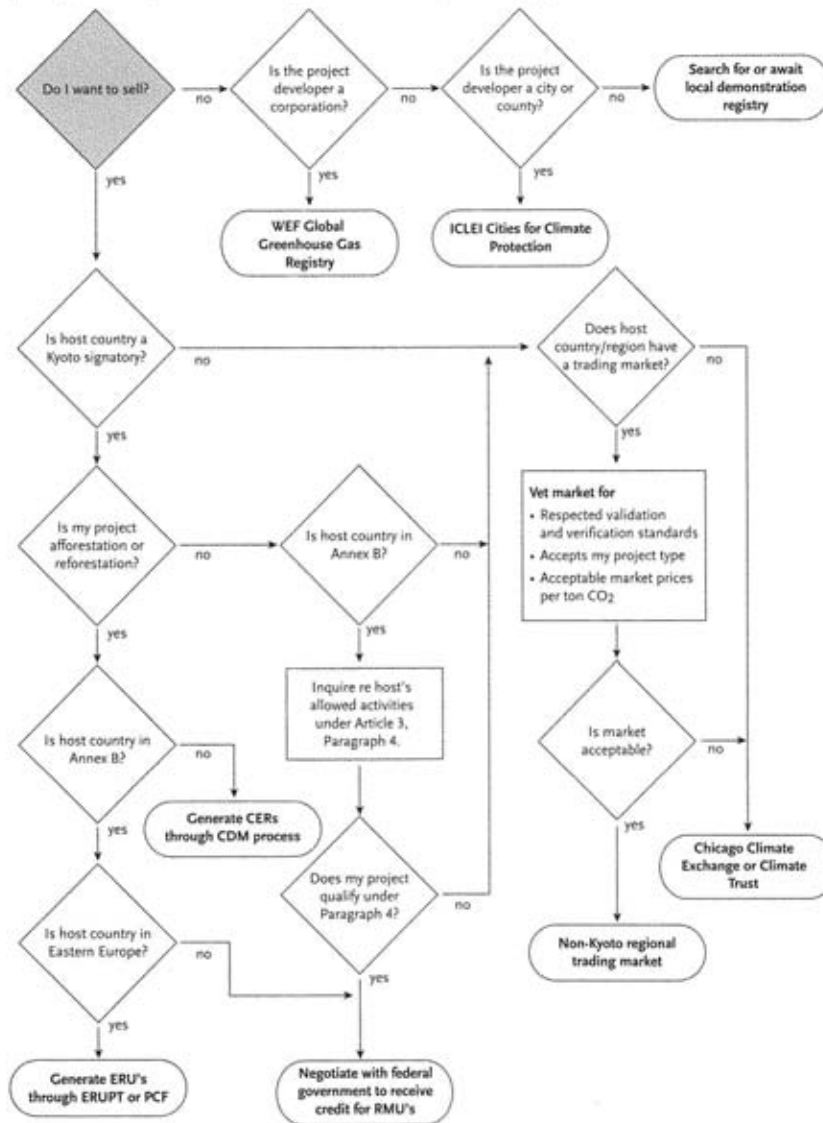 Do I want to sell?
no
yes
Is the project
developer a
corporation?
no
yes
Is the project
developer a city or
county?
no
yes
Search for or await
local demonstration
registry
WEF Global
Greenhouse Gas
Registry
ICLEI Cities for Climate
Protection
Is host country a
Kyoto signatory?
no
yes
Does host
country/region have
a trading market?
no
yes
Is my project
afforestation or
reforestation?
no
yes
Is host country in
Annex B?
no
yes
Vet market for
• Respected validation
and verification standards
• Accepts my project type
• Acceptable market prices
per ton CO2
Inquire re host's
allowed activities
under Article 3,
Paragraph 4.
Is host country in
Annex B?
no
yes
Generate CERs
through CDM process
Is market
acceptable?
no
yes
Does my project
qualify under
Paragraph 4?
no
yes
Chicago Climate
Exchange or Climate
Trust
Is host country in
Eastern Europe?
no
yes
Non-Kyoto regional
trading market
Generate ERU's
through ERUPT or PCF
Negotiate with federal
government to receive
credit for RMU's